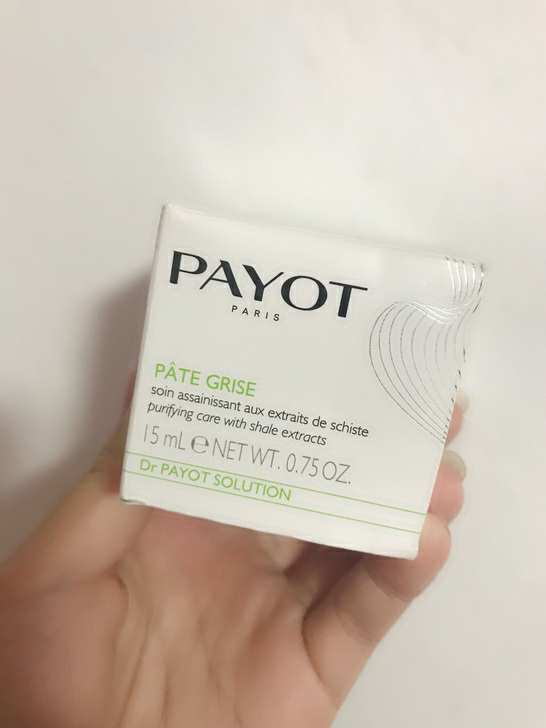 PAYOT
PARIS
PÂTE GRISE
soin assainissant aux extraits de schiste
purifying care with shale extracts
15 mL ℮ NET WT. 0.75 OZ.
Dr PAYOT SOLUTION